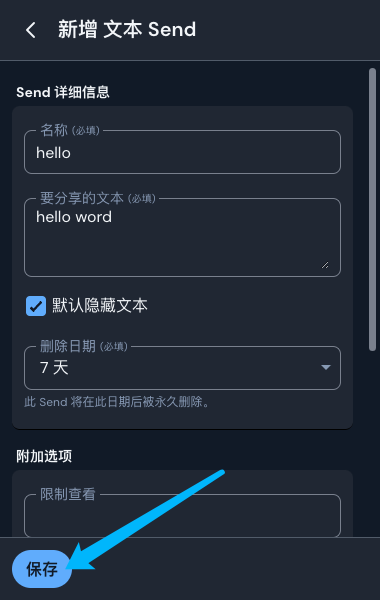 新增 文本 Send
Send 详细信息
名称 (必填)
hello
要分享的文本 (必填)
hello word
默认隐藏文本
删除日期 (必填)
7 天
此 Send 将在此日期后被永久删除。
附加选项
限制查看
保存